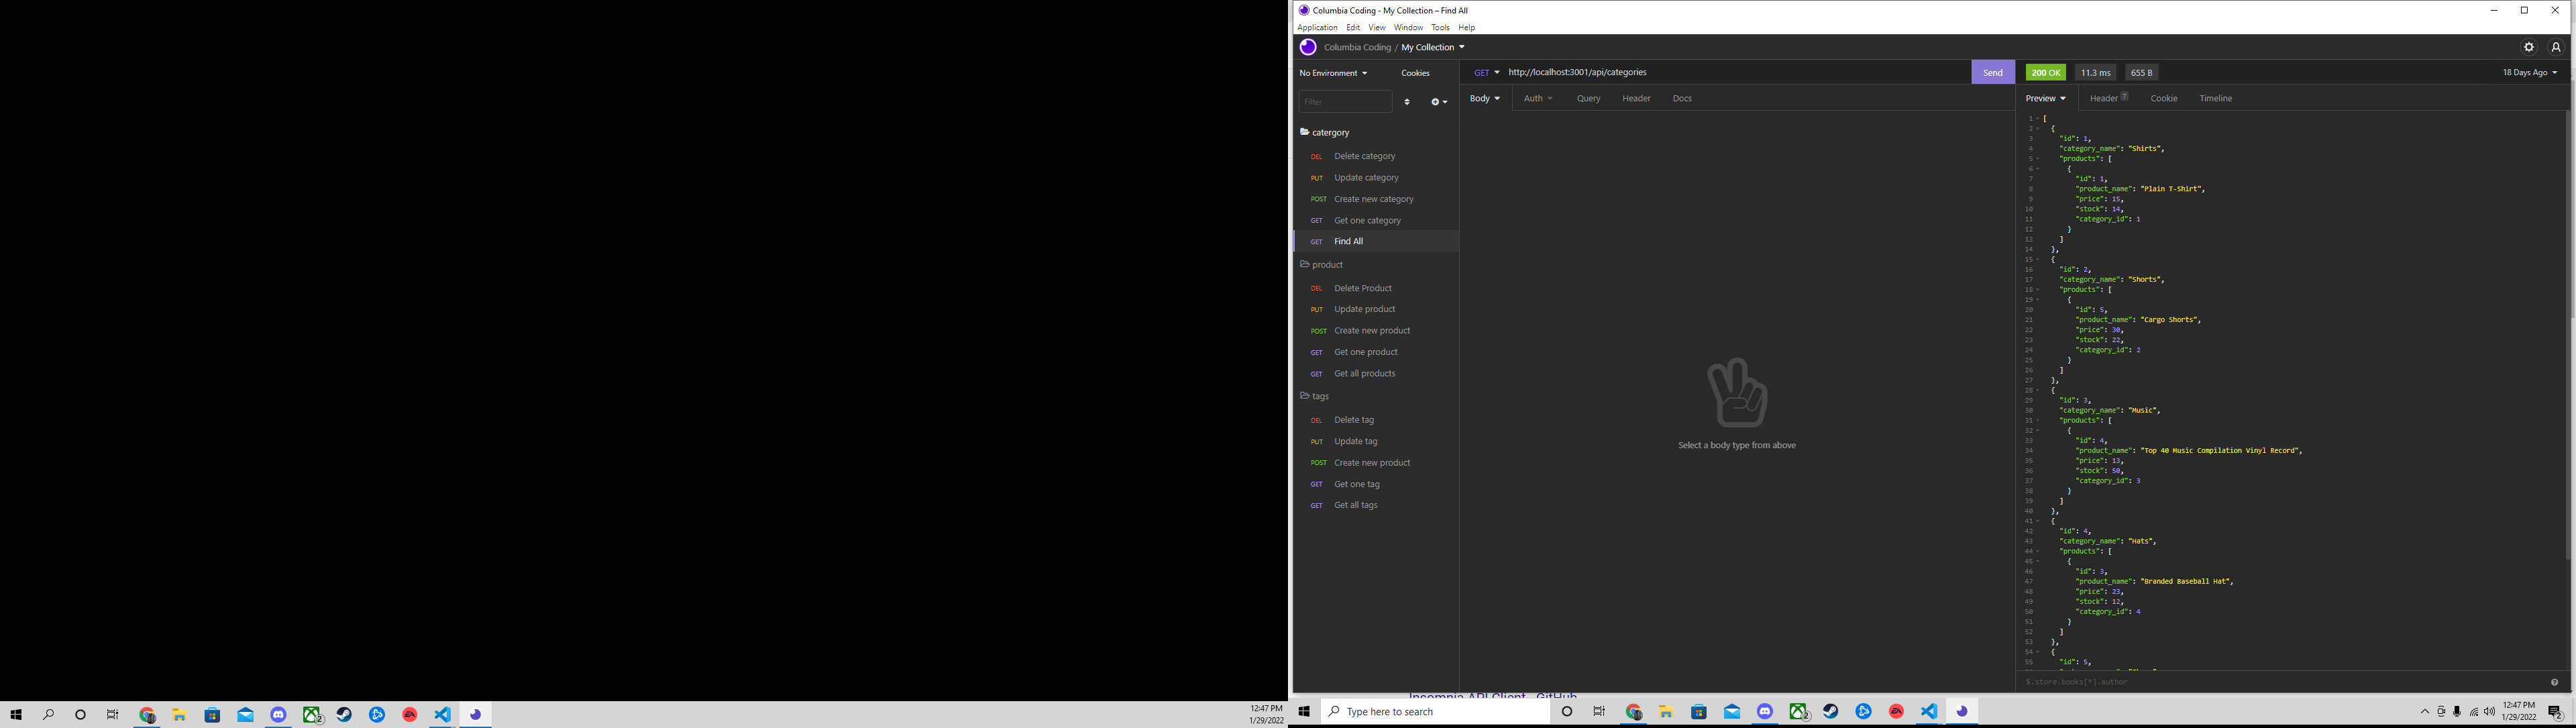 Columbia Coding - My Collection – Find All
Application Edit View Window Tools Help
Columbia Coding / My Collection
No Environment Cookies
Filter
catergory
DEL Delete category
PUT Update category
POST Create new category
GET Get one category
GET Find All
product
DEL Delete Product
PUT Update product
POST Create new product
GET Get one product
GET Get all products
tags
DEL Delete tag
PUT Update tag
POST Create new product
GET Get one tag
GET Get all tags
GET http://localhost:3001/api/categories Send
Body Auth Query Header Docs
Select a body type from above
200 OK 11.3 ms 655 B 18 Days Ago
Preview Header 7 Cookie Timeline
1 [
2 {
3 "id": 1,
4 "category_name": "Shirts",
5 "products": [
6 {
7 "id": 1,
8 "product_name": "Plain T-Shirt",
9 "price": 15,
10 "stock": 14,
11 "category_id": 1
12 }
13 ]
14 },
15 {
16 "id": 2,
17 "category_name": "Shorts",
18 "products": [
19 {
20 "id": 5,
21 "product_name": "Cargo Shorts",
22 "price": 30,
23 "stock": 22,
24 "category_id": 2
25 }
26 ]
27 },
28 {
29 "id": 3,
30 "category_name": "Music",
31 "products": [
32 {
33 "id": 4,
34 "product_name": "Top 40 Music Compilation Vinyl Record",
35 "price": 13,
36 "stock": 50,
37 "category_id": 3
38 }
39 ]
40 },
41 {
42 "id": 4,
43 "category_name": "Hats",
44 "products": [
45 {
46 "id": 3,
47 "product_name": "Branded Baseball Hat",
48 "price": 23,
49 "stock": 12,
50 "category_id": 4
51 }
52 ]
53 },
54 {
55 "id": 5,
$.store.books[*].author
Insomnia API Client - GitHub
12:47 PM
1/29/2022
Type here to search
12:47 PM
1/29/2022